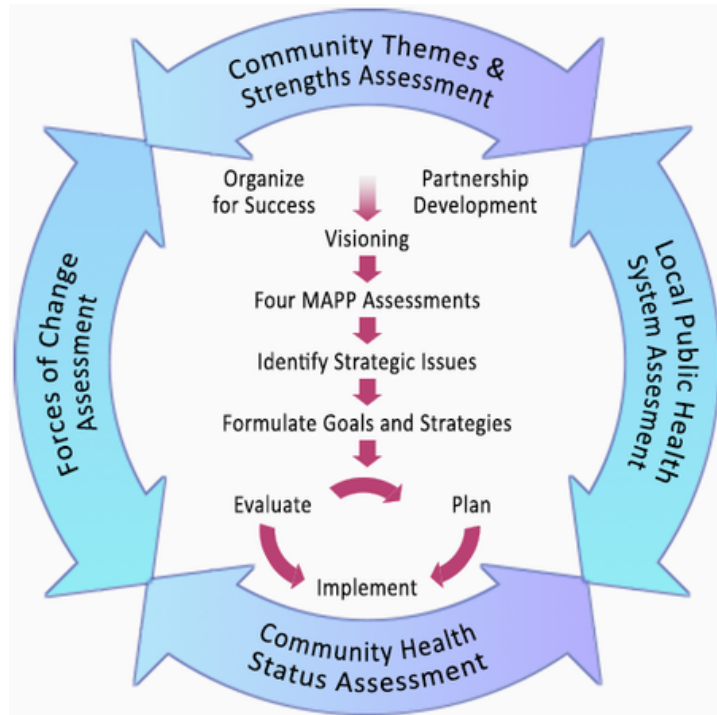 Community Themes &
Strengths Assessment
Organize
for Success
Partnership
Development
Visioning
Four MAPP Assessments
Identify Strategic Issues
Formulate Goals and Strategies
Evaluate
Plan
Implement
Forces of Change
Assessment
Local Public Health
System Assesment
Community Health
Status Assessment